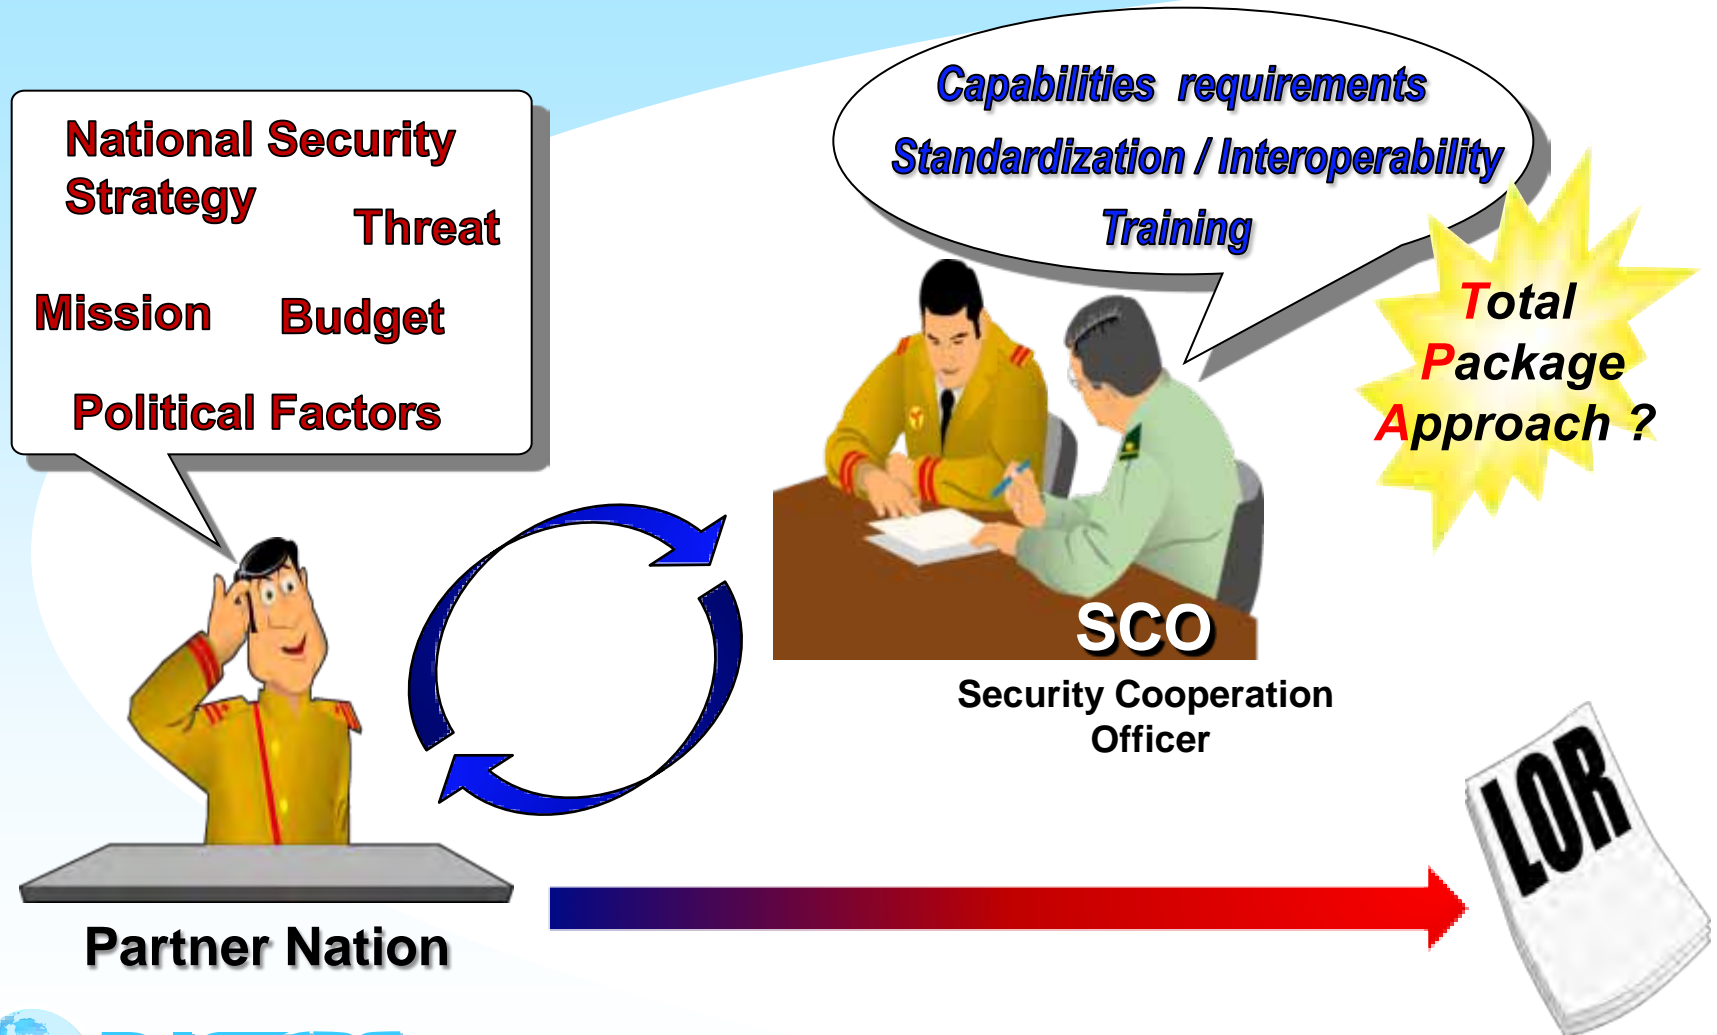 National Security
Strategy
Threat
Mission
Budget
Political Factors
Capabilities requirements
Standardization / Interoperability
Training
Total
Package
Approach ?
SCO
Security Cooperation
Officer
LOR
Partner Nation